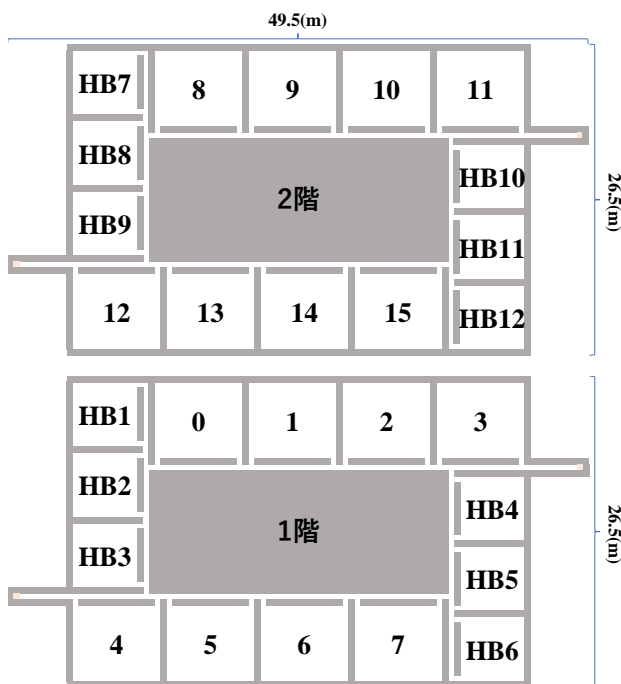 49.5(m)
HB7 8 9 10 11
HB8 HB10
2階
HB9 HB11
12 13 14 15 HB12
26.5(m)
HB1 0 1 2 3
HB2 HB4
1階
HB3 HB5
4 5 6 7 HB6
26.5(m)